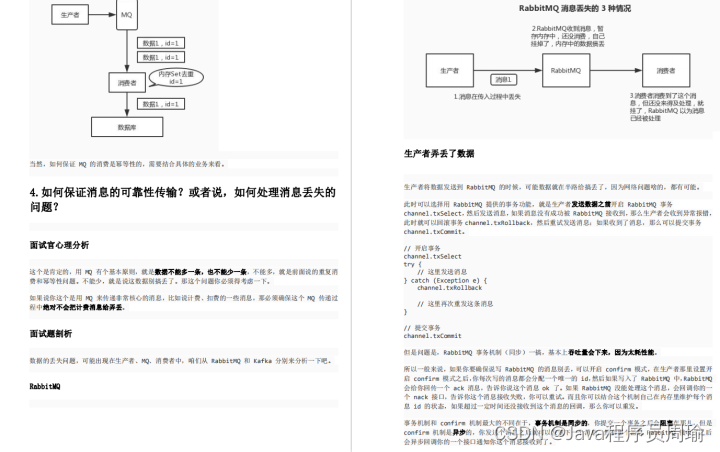 生产者
MQ
数据1，id=1
数据1，id=1
消费者
内存Set去重
id=1
数据1，id=1
数据库
当然，如何保证 MQ 的消费是幂等性的，需要结合具体的业务来看。
4.如何保证消息的可靠性传输？或者说，如何处理消息丢失的
问题？
面试官心理分析
这个是肯定的，用 MQ 有个基本原则，就是数据不能多一条，也不能少一条，不能多，就是前面说的重复消
费和幂等性问题。不能少，就是说这数据别搞丢了。那这个问题你必须得考虑一下。
如果说你这个是用 MQ 来传递非常核心的消息，比如说计费、扣费的一些消息，那必须确保这个 MQ 传递过
程中绝对不会把计费消息给弄丢。
面试题剖析
数据的丢失问题，可能出现在生产者、MQ、消费者中，咱们从 RabbitMQ 和 Kafka 分别来分析一下吧。
RabbitMQ
RabbitMQ 消息丢失的 3 种情况
2.RabbitMQ收到消息，暂
存内存中，还没消费，自己
挂掉了，内存中的数据搞丢
生产者
消息1
RabbitMQ
消费者
1.消息在传入过程中丢失
3.消费者消费到了这个消
息，但还没来得及处理，就
挂了，RabbitMQ 以为消息
已经被处理
生产者弄丢了数据
生产者将数据发送到 RabbitMQ 的时候，可能数据就在半路给搞丢了，因为网络问题啥的，都有可能。
此时可以选择用 RabbitMQ 提供的事务功能，就是生产者发送数据之前开启 RabbitMQ 事务
channel.txSelect，然后发送消息，如果消息没有成功被 RabbitMQ 接收到，那么生产者会收到异常报错，
此时就可以回滚事务 channel.txRollback，然后重试发送消息；如果收到了消息，那么可以提交事务
channel.txCommit。
// 开启事务
channel.txSelect
try {
// 这里发送消息
} catch (Exception e) {
channel.txRollback
// 这里再次重发这条消息
}
// 提交事务
channel.txCommit
但是问题是，RabbitMQ 事务机制（同步）一搞，基本上吞吐量会下来，因为太耗性能。
所以一般来说，如果你要确保说写 RabbitMQ 的消息别丢，可以开启 confirm 模式，在生产者那里设置开
启 confirm 模式之后，你每次写的消息都会分配一个唯一的 id，然后如果写入了 RabbitMQ 中，RabbitMQ
会给你回传一个 ack 消息，告诉你说这个消息 ok 了。如果 RabbitMQ 没能处理这个消息，会回调你的一
个 nack 接口，告诉你这个消息接收失败，你可以重试。而且你可以结合这个机制自己在内存里维护每个消
息 id 的状态，如果超过一定时间还没接收到这个消息的回调，那么你可以重发。
事务机制和 confirm 机制最大的不同在于，事务机制是同步的，你提交一个事务之后会阻塞在那儿，但是
confirm 机制是异步的，你发送个消息之后就可以
会异步回调你的一个接口通知你这个消息接收到了。
CSDN @Java程序员周瑜